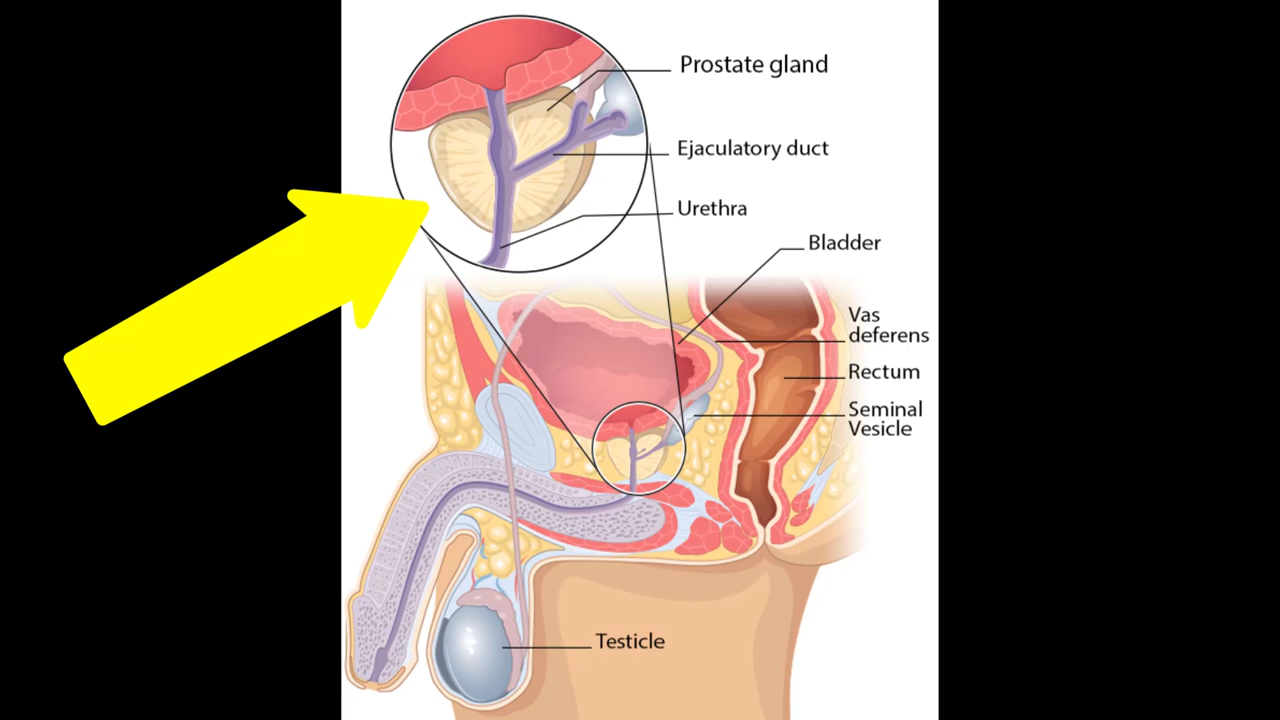 Prostate gland
Ejaculatory duct
Urethra
Bladder
Vas
deferens
Rectum
Seminal
Vesicle
Testicle